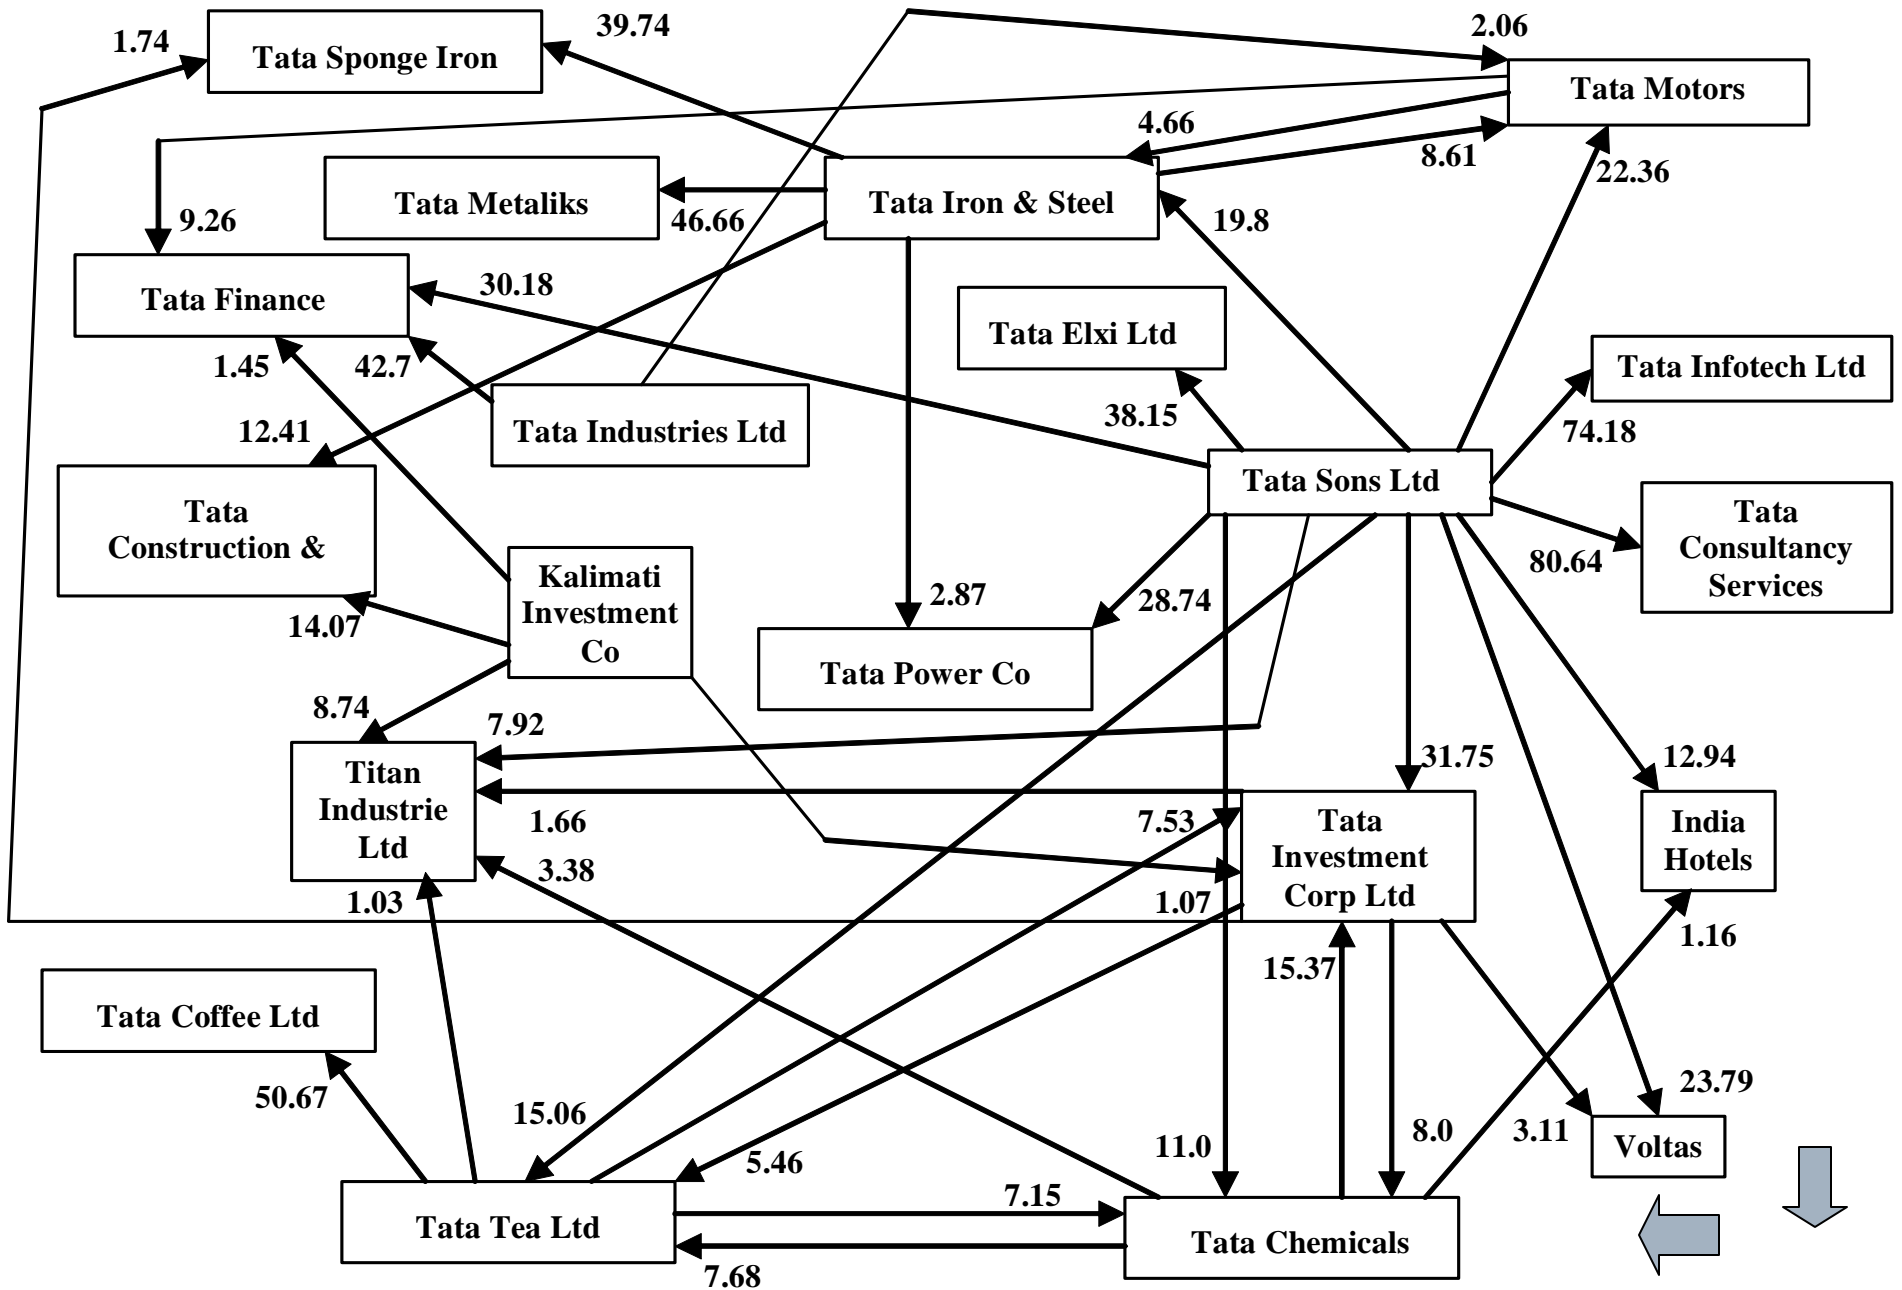 1.74
39.74
2.06
Tata Sponge Iron
Tata Motors
4.66
8.61
22.36
Tata Metaliks
46.66
Tata Iron & Steel
19.8
9.26
Tata Finance
30.18
Tata Elxi Ltd
1.45
42.7
Tata Infotech Ltd
38.15
74.18
12.41
Tata Industries Ltd
Tata Sons Ltd
Tata
Construction &
Tata
Consultancy
Services
80.64
Kalimati
Investment
Co
14.07
2.87
28.74
Tata Power Co
8.74
7.92
31.75
12.94
Titan
Industrie
Ltd
1.66
7.53
Tata
Investment
Corp Ltd
India
Hotels
3.38
1.03
1.07
15.37
1.16
Tata Coffee Ltd
50.67
15.06
5.46
11.0
8.0
3.11
23.79
Voltas
Tata Tea Ltd
7.15
7.68
Tata Chemicals